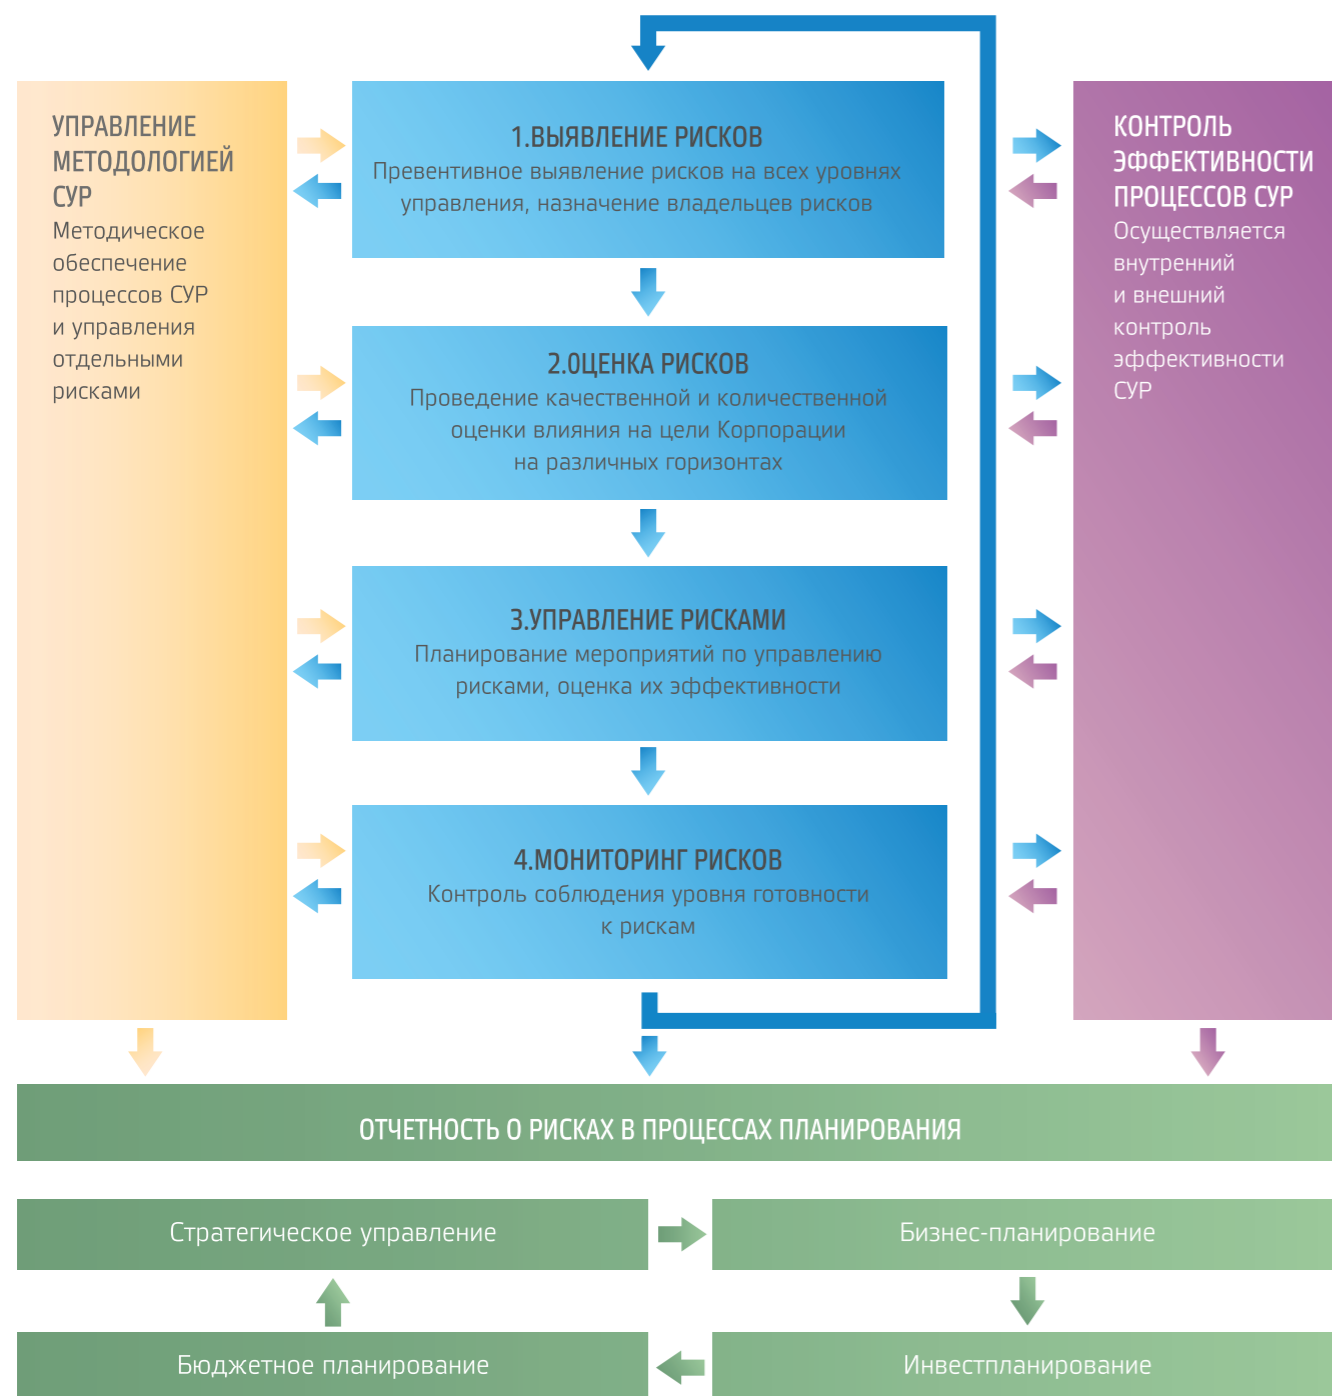 УПРАВЛЕНИЕ
МЕТОДОЛОГИЕЙ
СУР
Методическое
обеспечение
процессов СУР
и управления
отдельными
рисками
1.ВЫЯВЛЕНИЕ РИСКОВ
Превентивное выявление рисков на всех уровнях
управления, назначение владельцев рисков
2.ОЦЕНКА РИСКОВ
Проведение качественной и количественной
оценки влияния на цели Корпорации
на различных горизонтах
3.УПРАВЛЕНИЕ РИСКАМИ
Планирование мероприятий по управлению
рисками, оценка их эффективности
4.МОНИТОРИНГ РИСКОВ
Контроль соблюдения уровня готовности
к рискам
КОНТРОЛЬ
ЭФФЕКТИВНОСТИ
ПРОЦЕССОВ СУР
Осуществляется
внутренний
и внешний
контроль
эффективности
СУР
ОТЧЕТНОСТЬ О РИСКАХ В ПРОЦЕССАХ ПЛАНИРОВАНИЯ
Стратегическое управление
Бизнес-планирование
Бюджетное планирование
Инвестпланирование